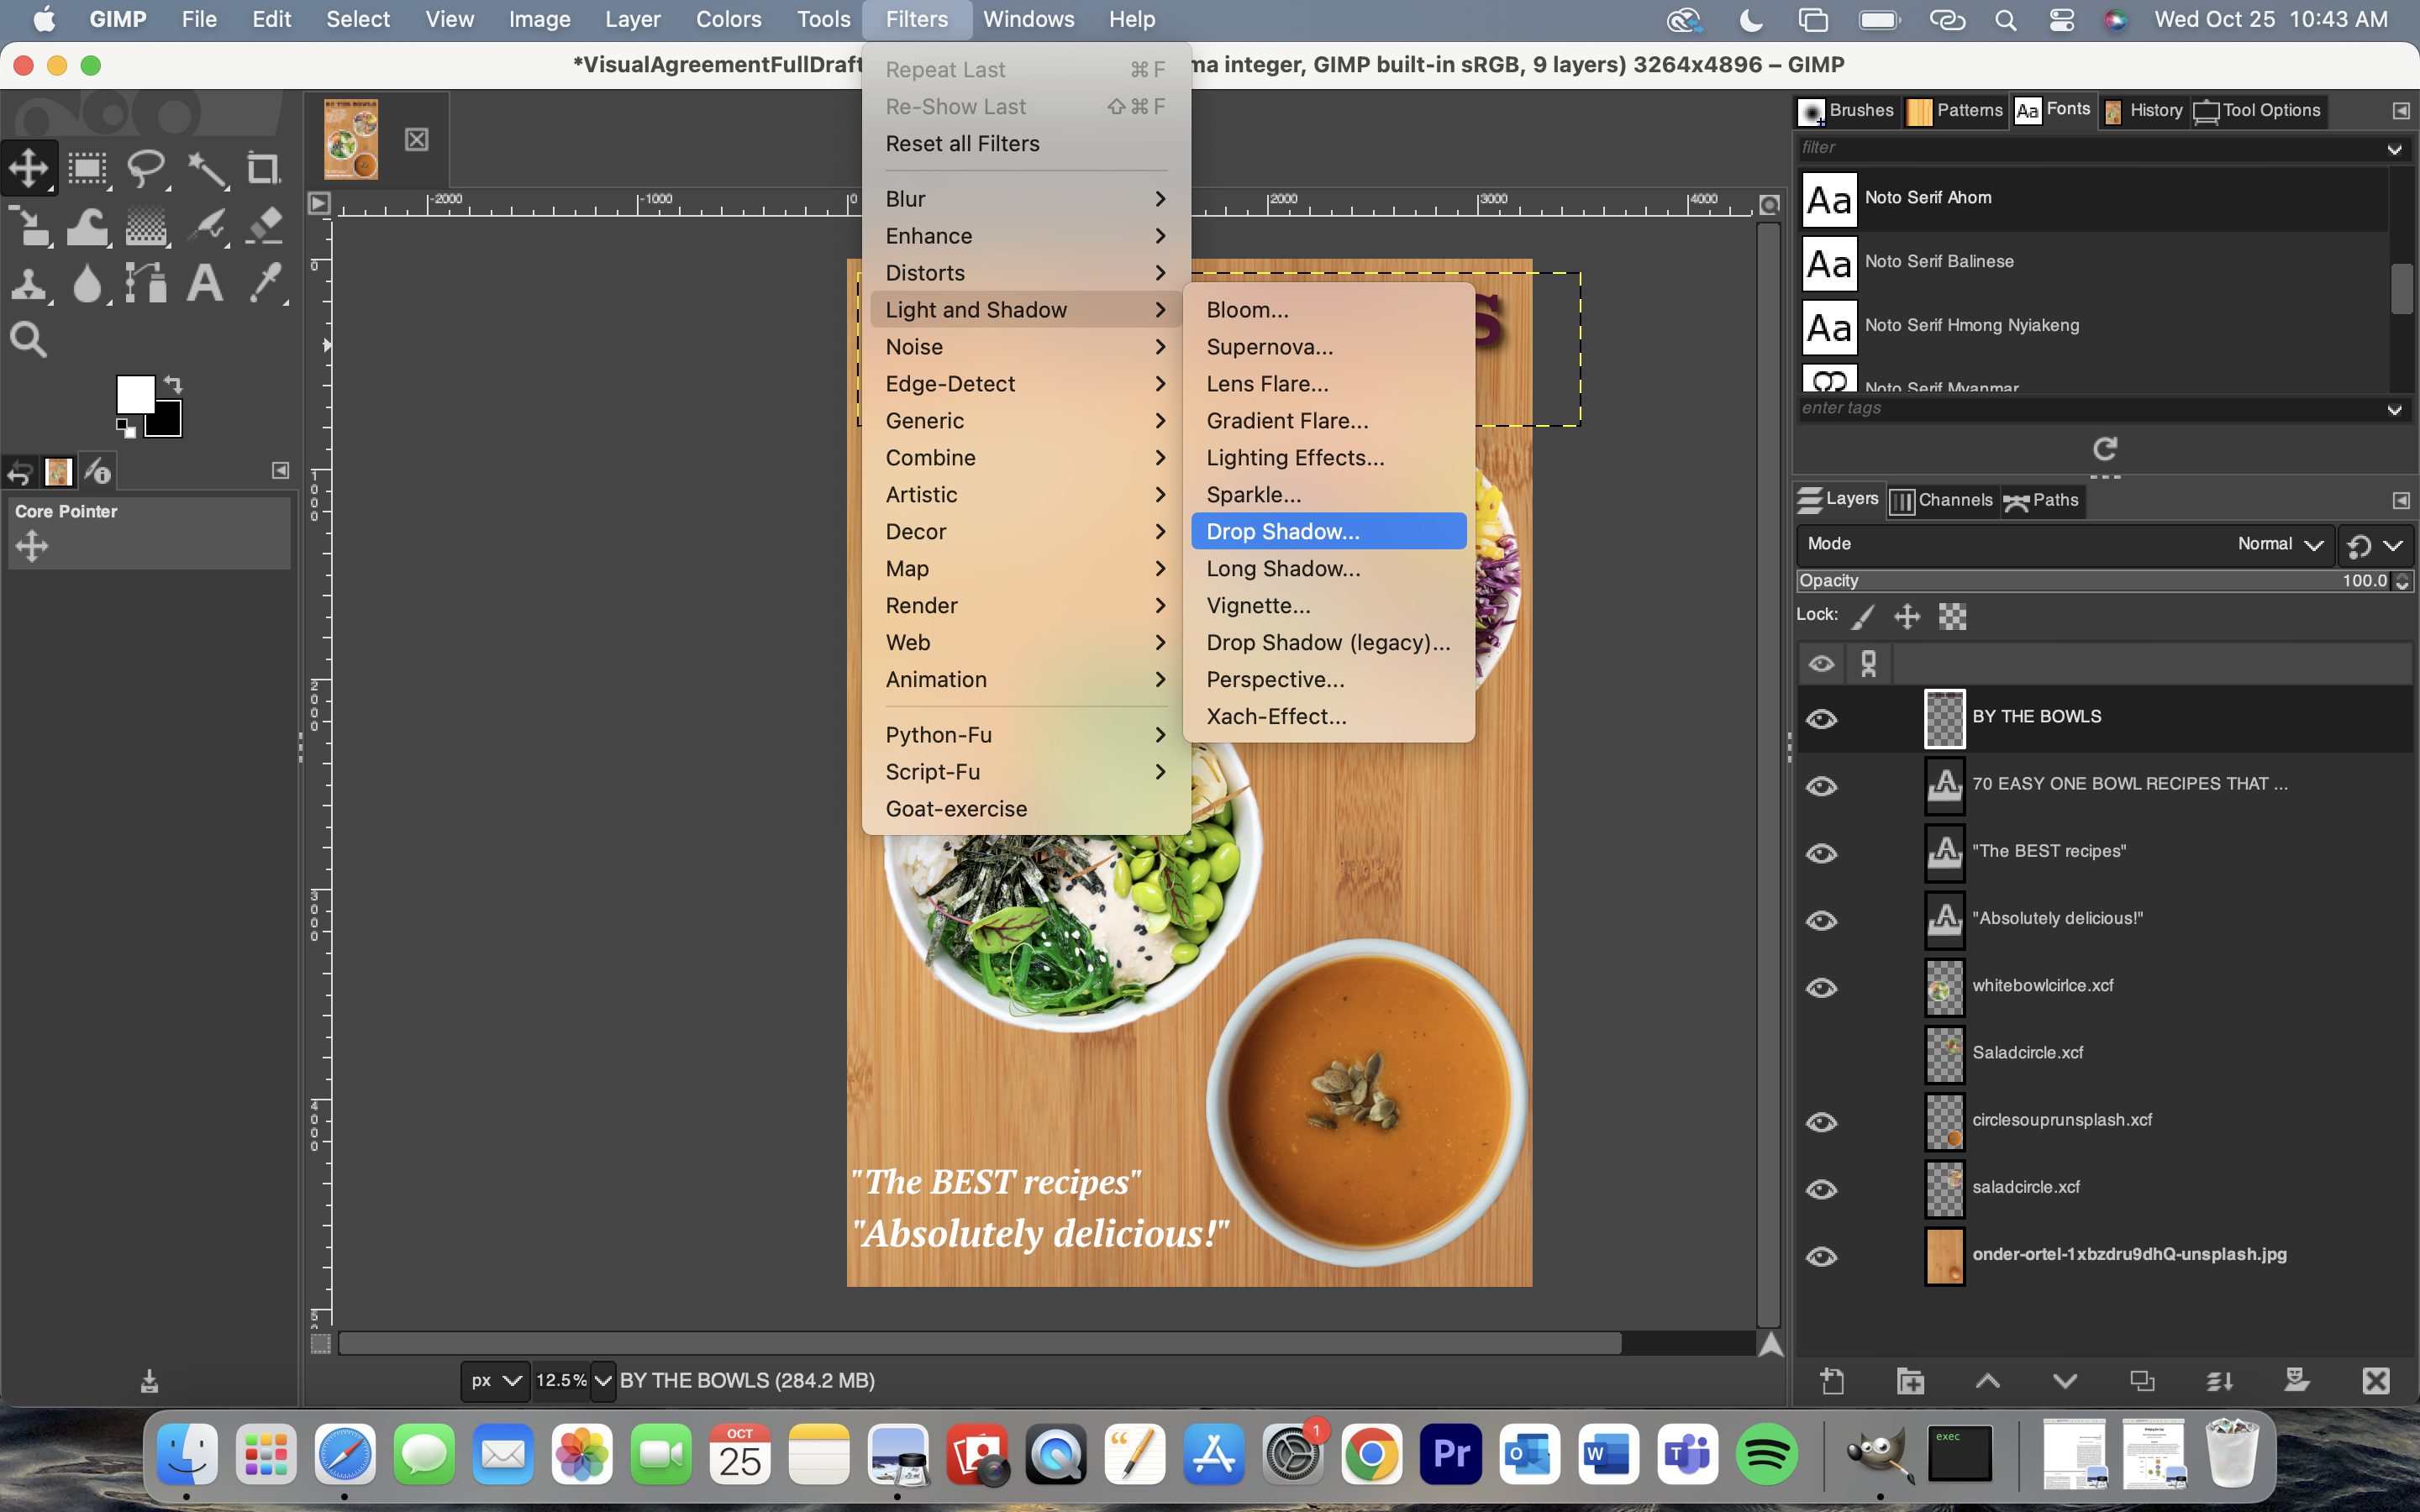 GIMP File Edit Select View Image Layer Colors Tools Filters Windows Help Wed Oct 25 10:43 AM
*VisualAgreementFullDraft ma integer, GIMP built-in sRGB, 9 layers) 3264x4896 – GIMP
Repeat Last ⌘ F
Re-Show Last ⇧ ⌘ F
Reset all Filters
Blur
Enhance
Distorts
Light and Shadow
Noise
Edge-Detect
Generic
Combine
Artistic
Decor
Map
Render
Web
Animation
Python-Fu
Script-Fu
Goat-exercise
Bloom...
Supernova...
Lens Flare...
Gradient Flare...
Lighting Effects...
Sparkle...
Drop Shadow...
Long Shadow...
Vignette...
Drop Shadow (legacy)...
Perspective...
Xach-Effect...
Core Pointer
-2000 -1000 0 2000 3000 4000
0
1000
2000
3000
4000
5
S
"The BEST recipes"
"Absolutely delicious!"
px 12.5% BY THE BOWLS (284.2 MB)
Brushes Patterns Aa Fonts History Tool Options
filter
Aa Noto Serif Ahom
Aa Noto Serif Balinese
Aa Noto Serif Hmong Nyiakeng
Noto Serif Myanmar
enter tags
Layers Channels Paths
Mode Normal
Opacity 100.0
Lock:
BY THE BOWLS
70 EASY ONE BOWL RECIPES THAT ...
"The BEST recipes"
"Absolutely delicious!"
whitebowlcirlce.xcf
Saladcircle.xcf
circlesouprunsplash.xcf
saladcircle.xcf
onder-ortel-1xbzdru9dhQ-unsplash.jpg
OCT
25
1
Pr
exec